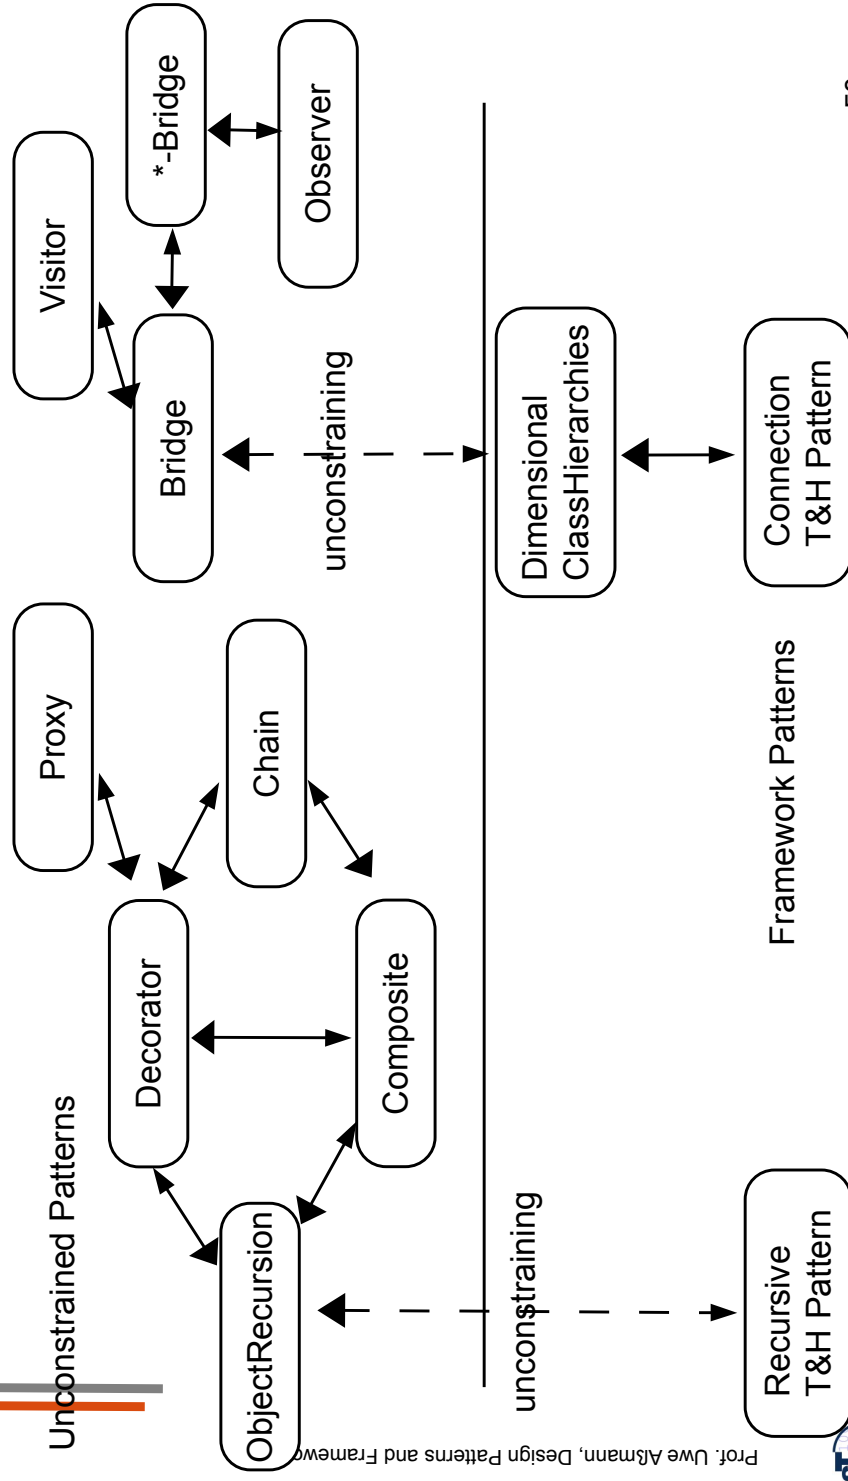 Unconstrained Patterns
Proxy
Visitor
Decorator
Bridge
*-Bridge
ObjectRecursion
Chain
Composite
Observer
unconstraining
unconstraining
Dimensional
ClassHierarchies
Recursive
T&H Pattern
Framework Patterns
Connection
T&H Pattern
Prof. Uwe Aßmann, Design Patterns and Framewo